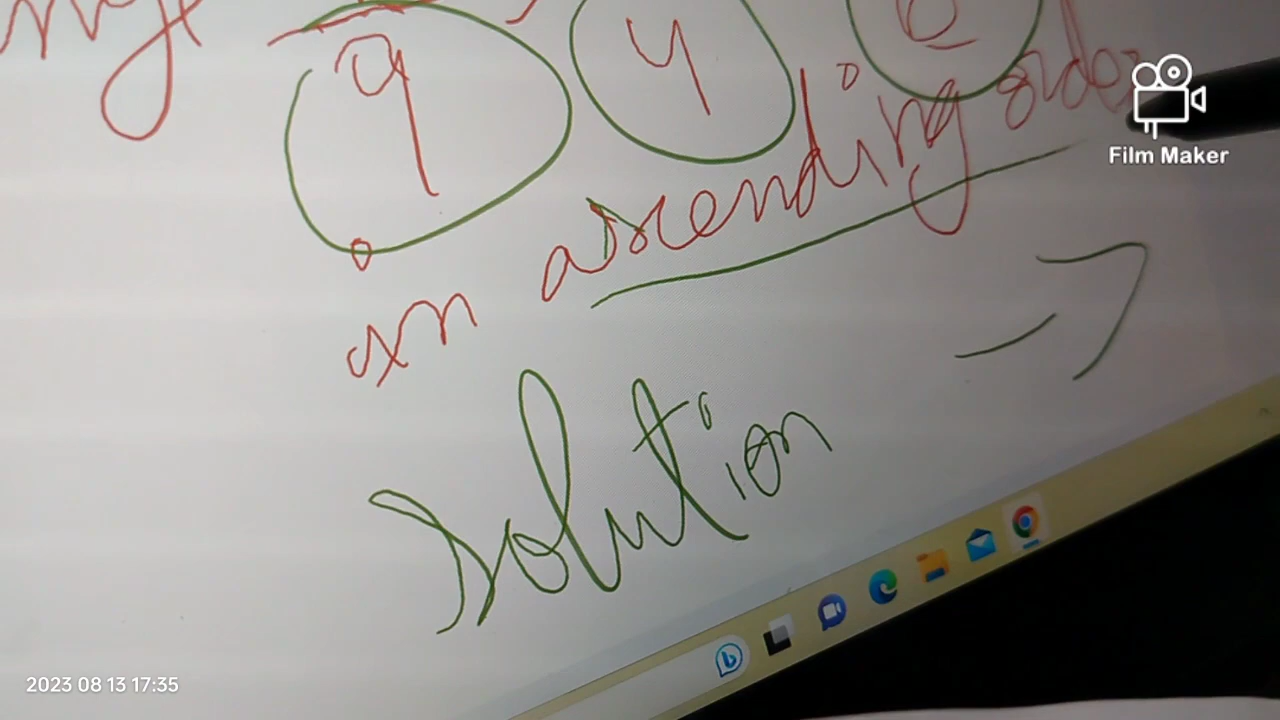 9 4
in ascending order
Film Maker
solution
2023 08 13 17:35